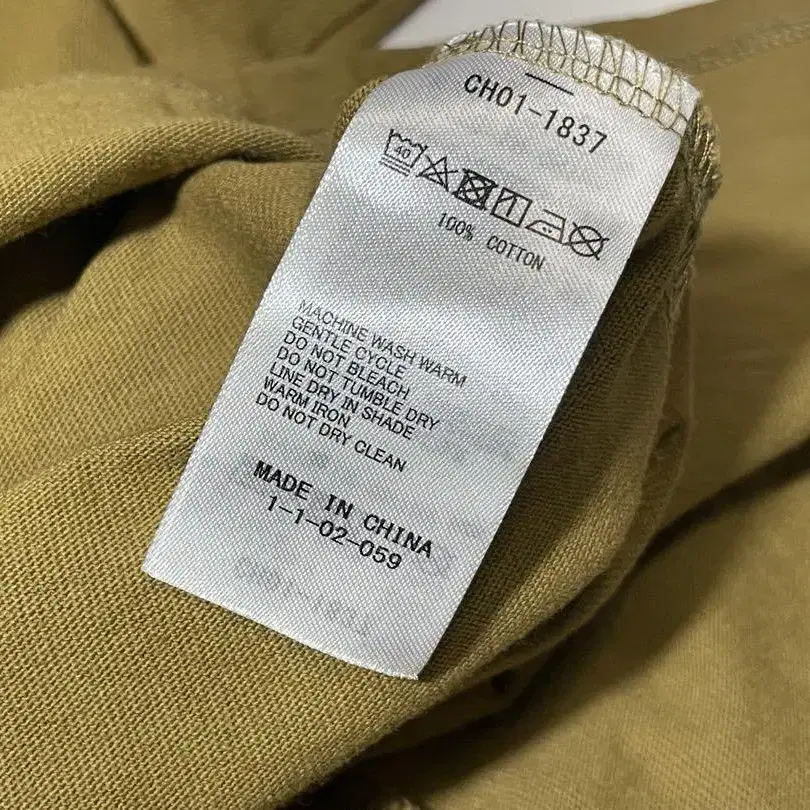 CH01-1837
40
100% COTTON
MACHINE WASH WARM
GENTLE CYCLE
DO NOT BLEACH
DO NOT TUMBLE DRY
LINE DRY IN SHADE
WARM IRON
DO NOT DRY CLEAN
MADE IN CHINA
1-1-02-059